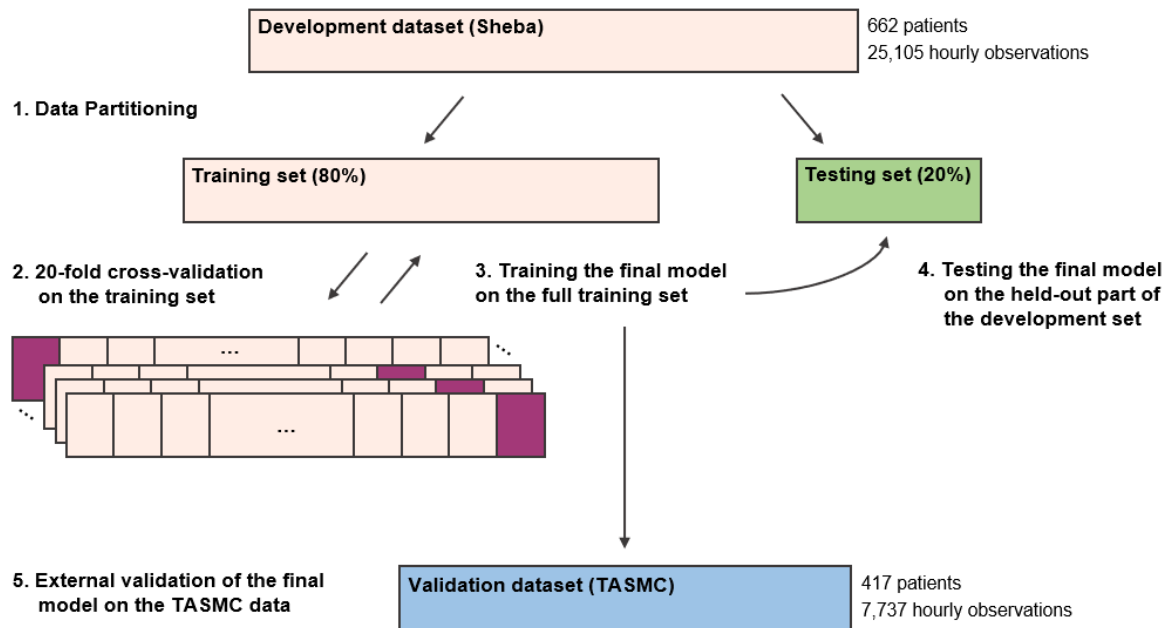 Development dataset (Sheba)
662 patients
25,105 hourly observations
1. Data Partitioning
Training set (80%)
Testing set (20%)
2. 20-fold cross-validation
on the training set
3. Training the final model
on the full training set
4. Testing the final model
on the held-out part of
the development set
...
...
...
...
5. External validation of the final
model on the TASMC data
Validation dataset (TASMC)
417 patients
7,737 hourly observations